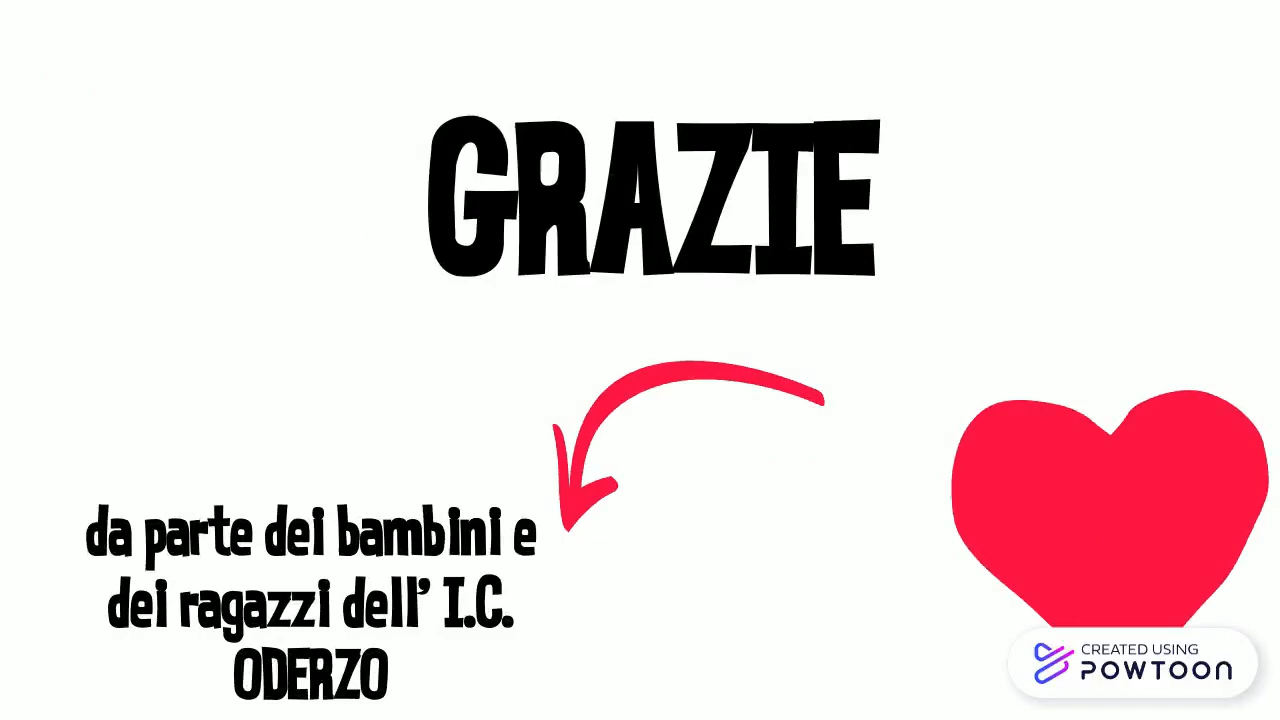 GRAZIE
da parte dei bambini e
dei ragazzi dell' I.C.
ODERZO
CREATED USING
POWTOON